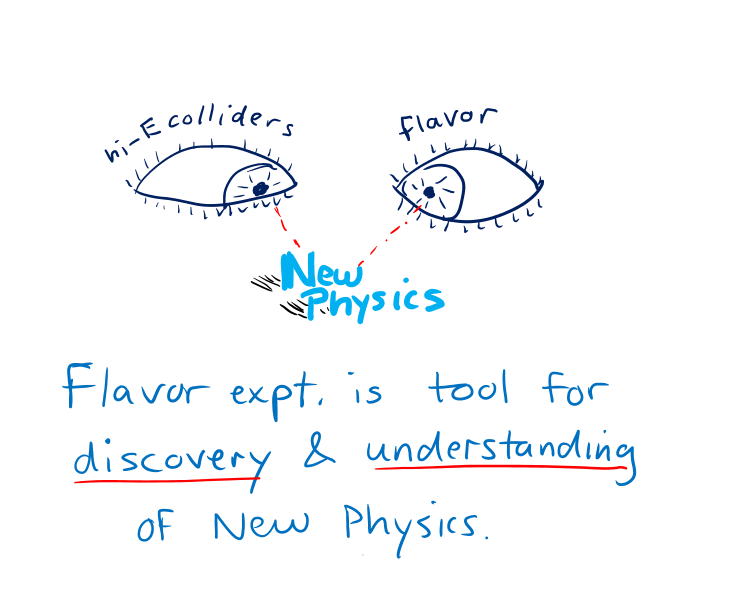 hi-E colliders
flavor
New
Physics
Flavor expt. is tool for
discovery & understanding
of New Physics.